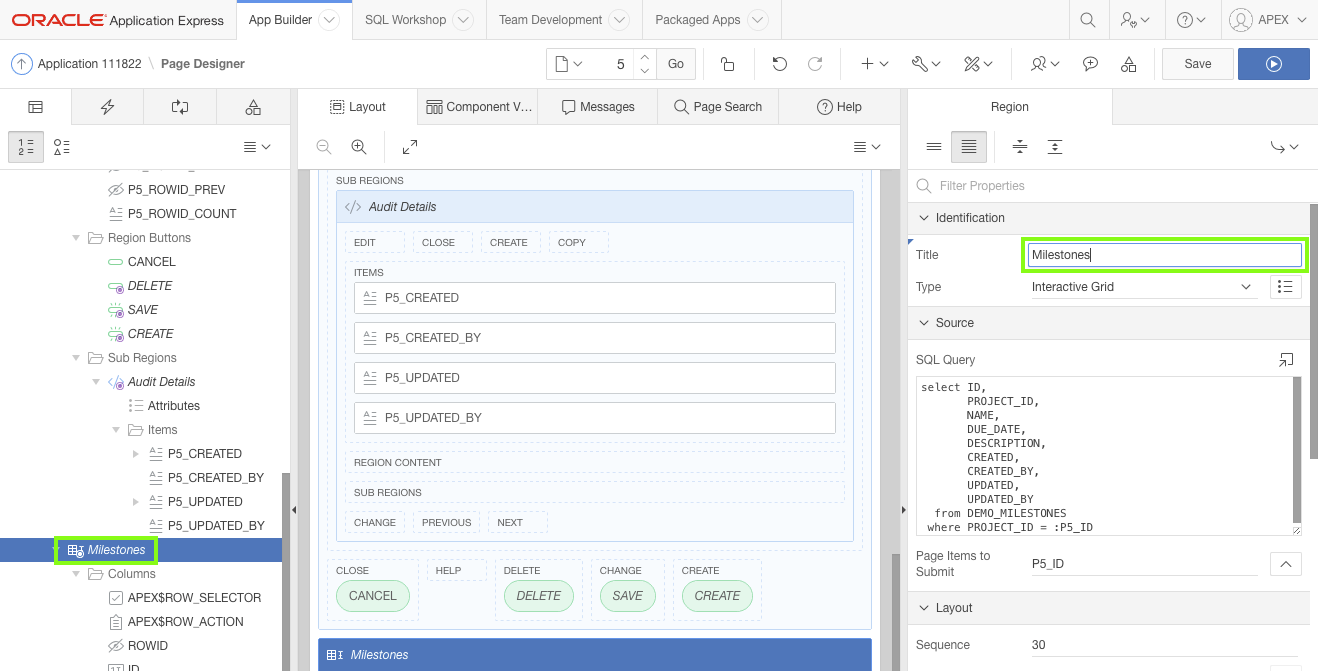 ORACLE Application Express
App Builder
SQL Workshop
Team Development
Packaged Apps
APEX
Application 111822 \ Page Designer
5
Go
Save
Layout
Component V...
Messages
Page Search
Help
Region
P5_ROWID_PREV
P5_ROWID_COUNT
Region Buttons
CANCEL
DELETE
SAVE
CREATE
Sub Regions
Audit Details
Attributes
Items
P5_CREATED
P5_CREATED_BY
P5_UPDATED
P5_UPDATED_BY
Milestones
Columns
APEX$ROW_SELECTOR
APEX$ROW_ACTION
ROWID
ID
SUB REGIONS
Audit Details
EDIT
CLOSE
CREATE
COPY
ITEMS
P5_CREATED
P5_CREATED_BY
P5_UPDATED
P5_UPDATED_BY
REGION CONTENT
SUB REGIONS
CHANGE
PREVIOUS
NEXT
CLOSE
HELP
DELETE
CHANGE
CREATE
CANCEL
DELETE
SAVE
CREATE
Milestones
Filter Properties
Identification
Title
Milestones
Type
Interactive Grid
Source
SQL Query
select ID,
PROJECT_ID,
NAME,
DUE_DATE,
DESCRIPTION,
CREATED,
CREATED_BY,
UPDATED,
UPDATED_BY
from DEMO_MILESTONES
where PROJECT_ID = :P5_ID
Page Items to
Submit
P5_ID
Layout
Sequence
30